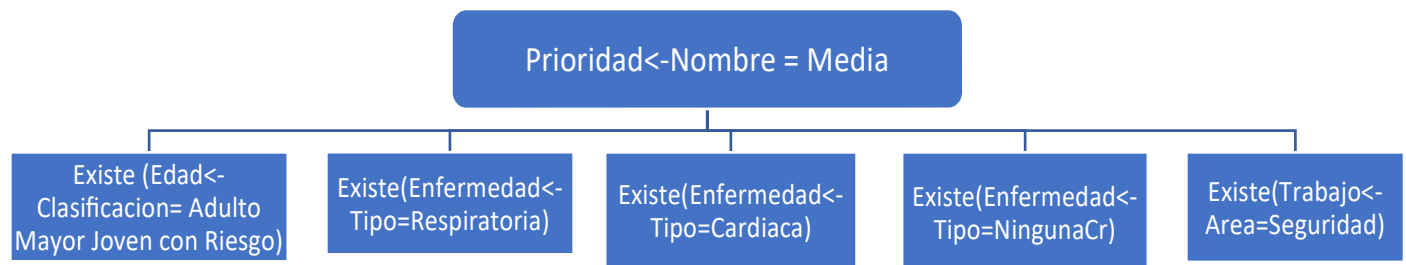 Prioridad<-Nombre = Media
Existe (Edad<-
Clasificacion= Adulto
Mayor Joven con Riesgo)
Existe(Enfermedad<-
Tipo=Respiratoria)
Existe(Enfermedad<-
Tipo=Cardiaca)
Existe(Enfermedad<-
Tipo=NingunaCr)
Existe(Trabajo<-
Area=Seguridad)